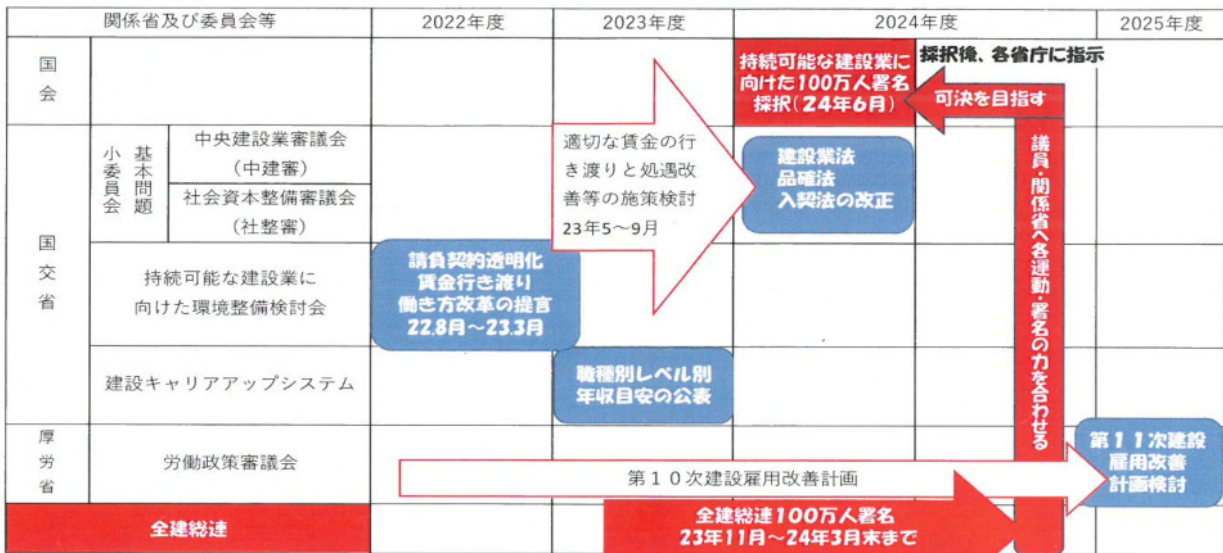 関係省及び委員会等
2022年度
2023年度
2024年度
2025年度
国会
持続可能な建設業に
向けた100万人署名
採択(24年6月)
採択後、各省庁に指示
可決を目指す
国交省
基本問題
小委員会
中央建設業審議会
(中建審)
社会資本整備審議会
(社整審)
適切な賃金の行
き渡りと処遇改
善等の施策検討
23年5~9月
建設業法
品確法
入契法の改正
議員・関係省へ各運動・署名の力を合わせる
持続可能な建設業に
向けた環境整備検討会
請負契約透明化
賃金行き渡り
働き方改革の提言
22.8月~23.3月
建設キャリアアップシステム
職種別レベル別
年収目安の公表
厚労省
労働政策審議会
第10次建設雇用改善計画
第11次建設
雇用改善
計画検討
全建総連
全建総連100万人署名
23年11月~24年3月末まで